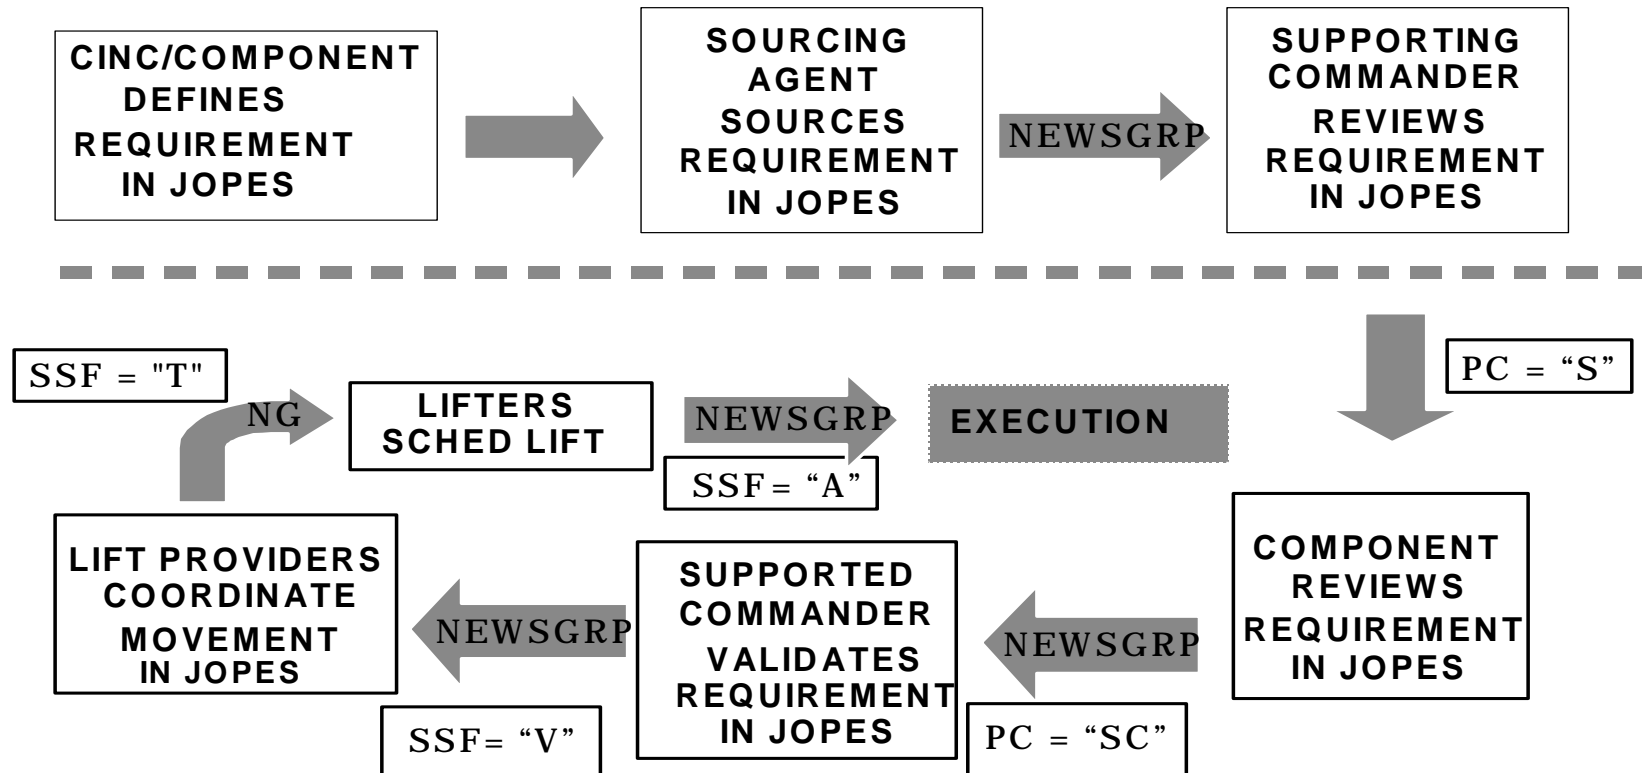 CINC/COMPONENT
DEFINES
REQUIREMENT
IN JOPES
SOURCING
AGENT
SOURCES
REQUIREMENT
IN JOPES
NEWSGRP
SUPPORTING
COMMANDER
REVIEWS
REQUIREMENT
IN JOPES
PC = “S”
COMPONENT
REVIEWS
REQUIREMENT
IN JOPES
NEWSGRP
PC = “SC”
SUPPORTED
COMMANDER
VALIDATES
REQUIREMENT
IN JOPES
NEWSGRP
SSF= “V”
LIFT PROVIDERS
COORDINATE
MOVEMENT
IN JOPES
SSF = "T"
NG
LIFTERS
SCHED LIFT
NEWSGRP
SSF= “A”
EXECUTION